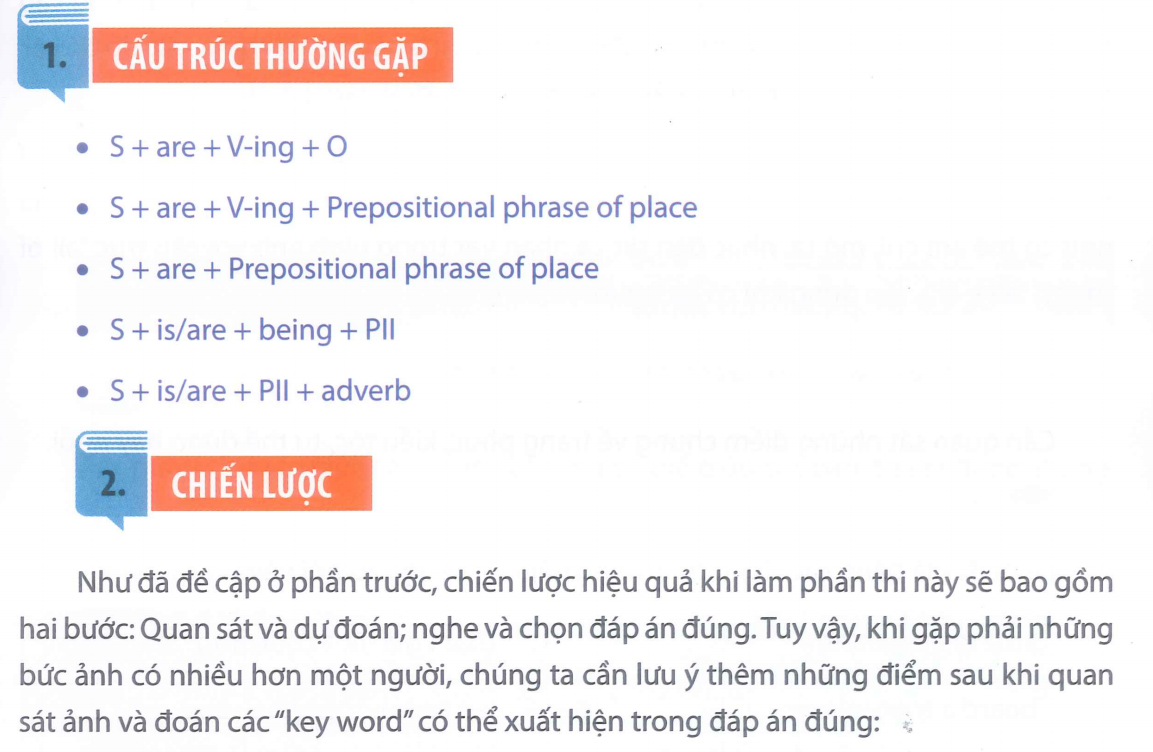 1. CẤU TRÚC THƯỜNG GẶP
• S + are + V-ing + O
• S + are + V-ing + Prepositional phrase of place
• S + are + Prepositional phrase of place
• S + is/are + being + PII
• S + is/are + PII + adverb
2. CHIẾN LƯỢC
Như đã đề cập ở phần trước, chiến lược hiệu quả khi làm phần thi này sẽ bao gồm
hai bước: Quan sát và dự đoán; nghe và chọn đáp án đúng. Tuy vậy, khi gặp phải những
bức ảnh có nhiều hơn một người, chúng ta cần lưu ý thêm những điểm sau khi quan
sát ảnh và đoán các “key word” có thể xuất hiện trong đáp án đúng: